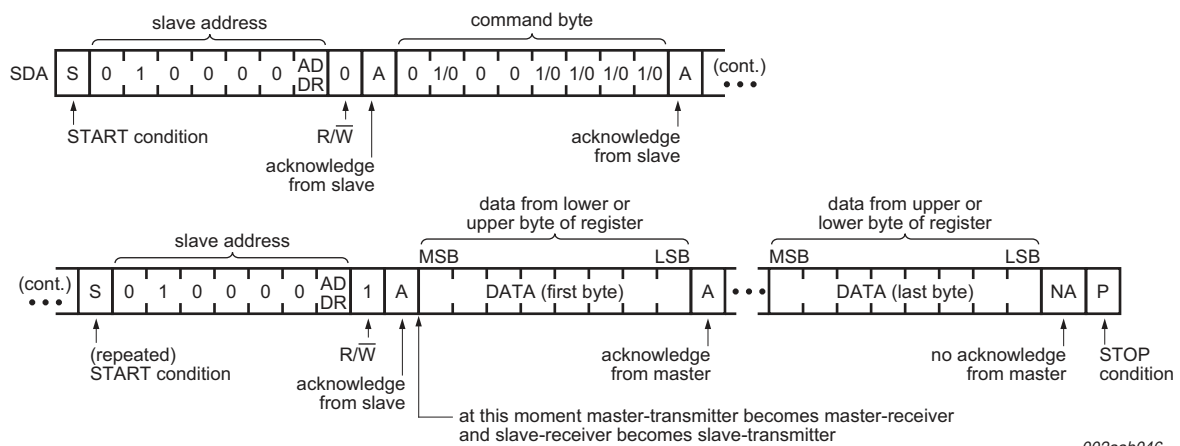 slave address
command byte
SDA S 0 1 0 0 0 0 AD DR 0 A 0 1/0 0 0 1/0 1/0 1/0 1/0 A (cont.)
START condition
R/W̅
acknowledge
from slave
acknowledge
from slave
data from lower or
upper byte of register
data from upper or
lower byte of register
slave address
MSB LSB MSB LSB
(cont.) S 0 1 0 0 0 0 AD DR 1 A DATA (first byte) A DATA (last byte) NA P
(repeated)
START condition
R/W̅
acknowledge
from slave
acknowledge
from master
no acknowledge
from master
STOP
condition
at this moment master-transmitter becomes master-receiver
and slave-receiver becomes slave-transmitter